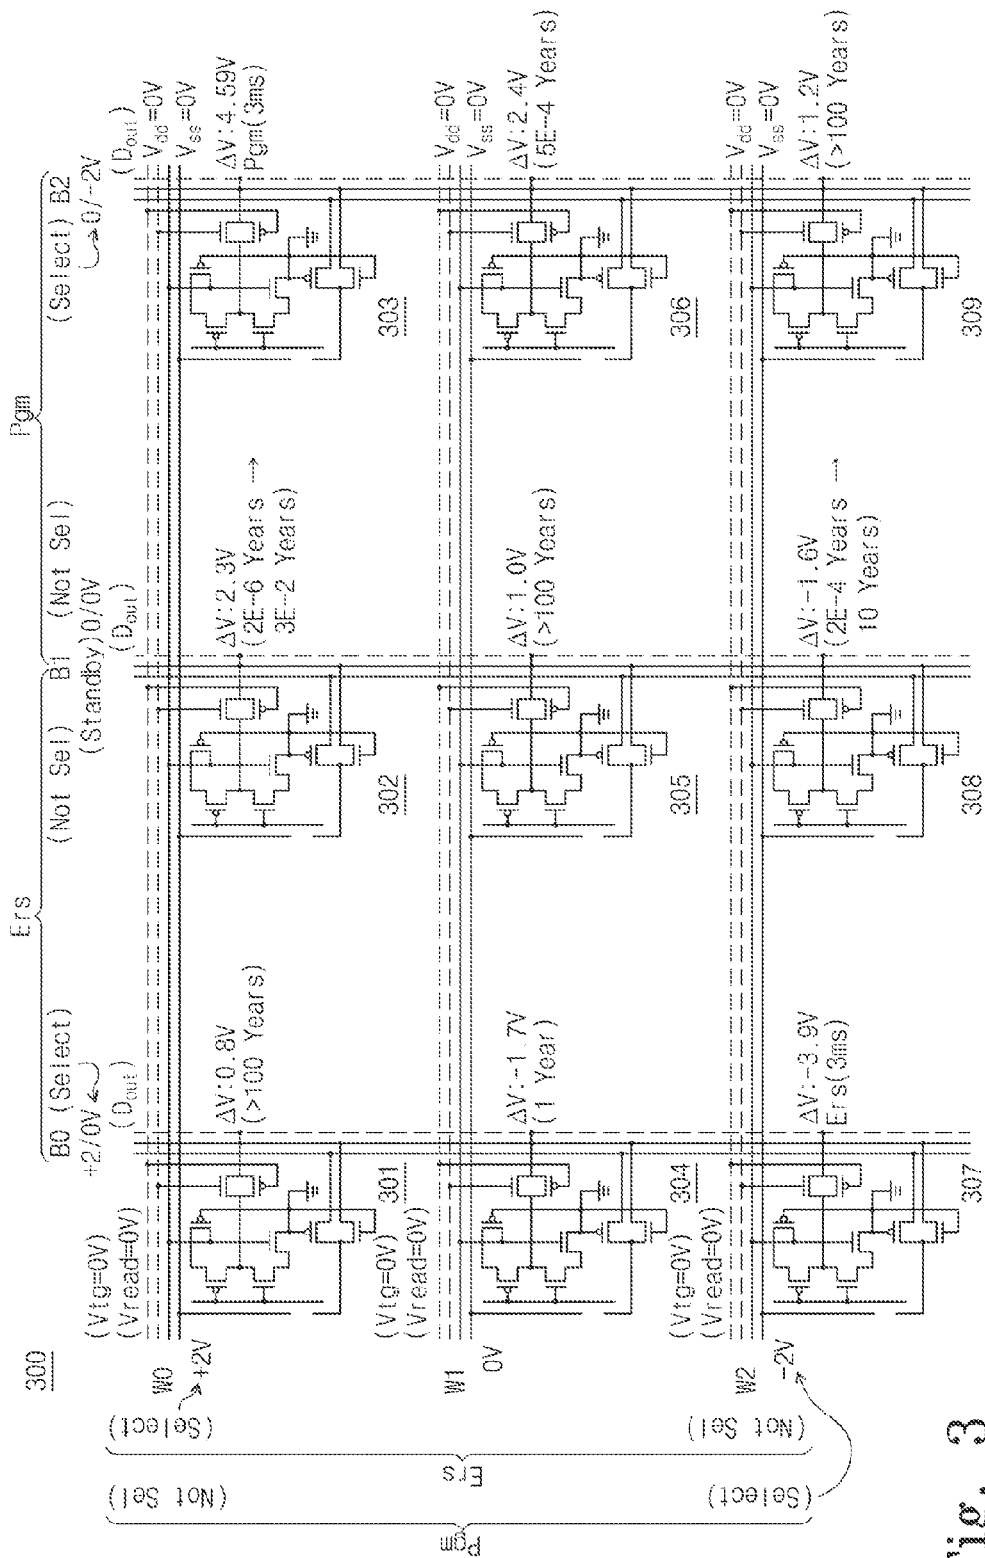 300
Ers
Pgm
B0 (Select)
+2/0V
(Dout)
(Not Sel) B1 (Not Sel)
(Standby)0/0V
(Dout)
(Select) B2
0/-2V
(Dout)
(Vtg=0V)
(Vread=0V)
W0
+2V
Vdd=0V
Vss=0V
ΔV:0.8V
(>100 Years)
ΔV:2.3V
(2E-6 Years →
3E-2 Years)
ΔV:4.59V
Pgm(3ms)
301
302
303
(Vtg=0V)
(Vread=0V)
W1
0V
Vdd=0V
Vss=0V
ΔV:-1.7V
(1 Year)
ΔV:1.0V
(>100 Years)
ΔV:2.4V
(5E-4 Years)
304
305
306
(Vtg=0V)
(Vread=0V)
W2
-2V
Vdd=0V
Vss=0V
ΔV:-3.9V
Ers(3ms)
ΔV:-1.6V
(2E-4 Years →
10 Years)
ΔV:1.2V
(>100 Years)
307
308
309
(Select)
(Not Sel)
Ers
(Not Sel)
(Select)
Pgm
Fig. 3